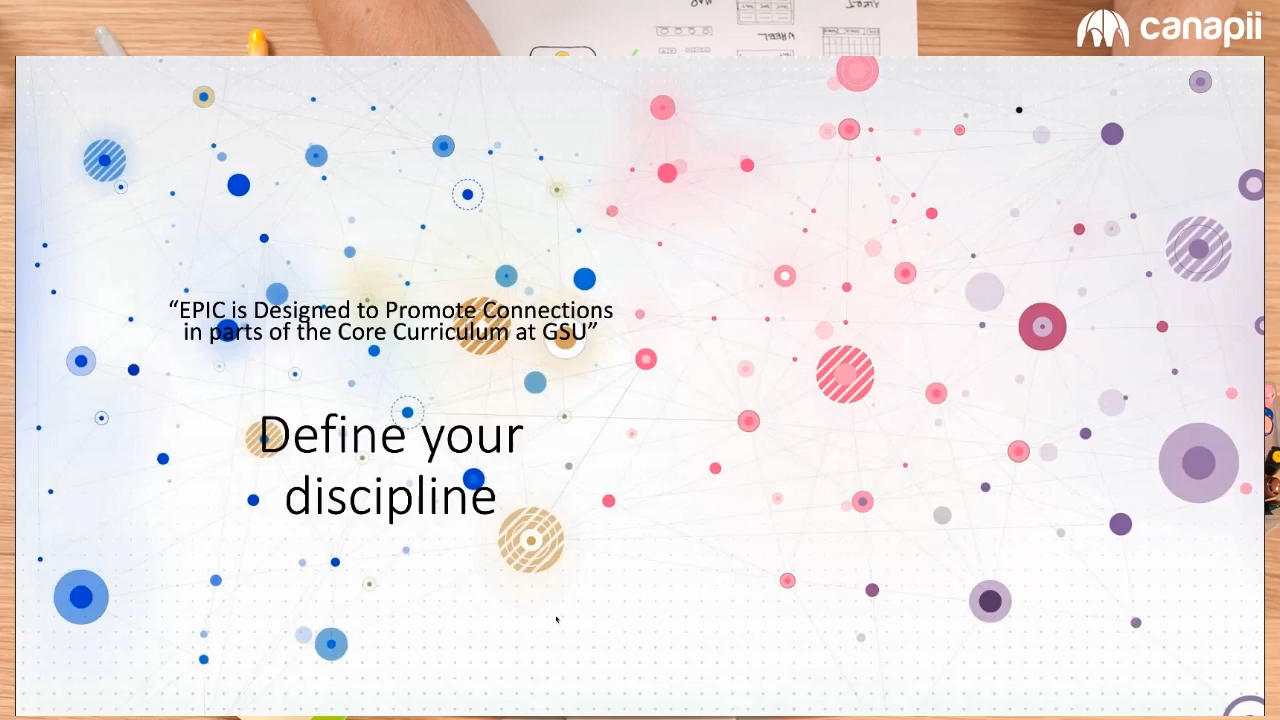 canapii
“EPIC is Designed to Promote Connections
in parts of the Core Curriculum at GSU”
Define your
discipline